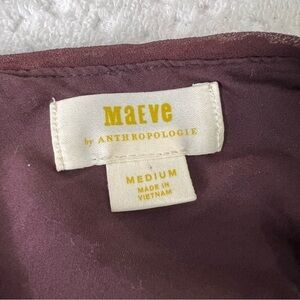 MAEVE
by ANTHROPOLOGIE
MEDIUM
MADE IN
VIETNAM